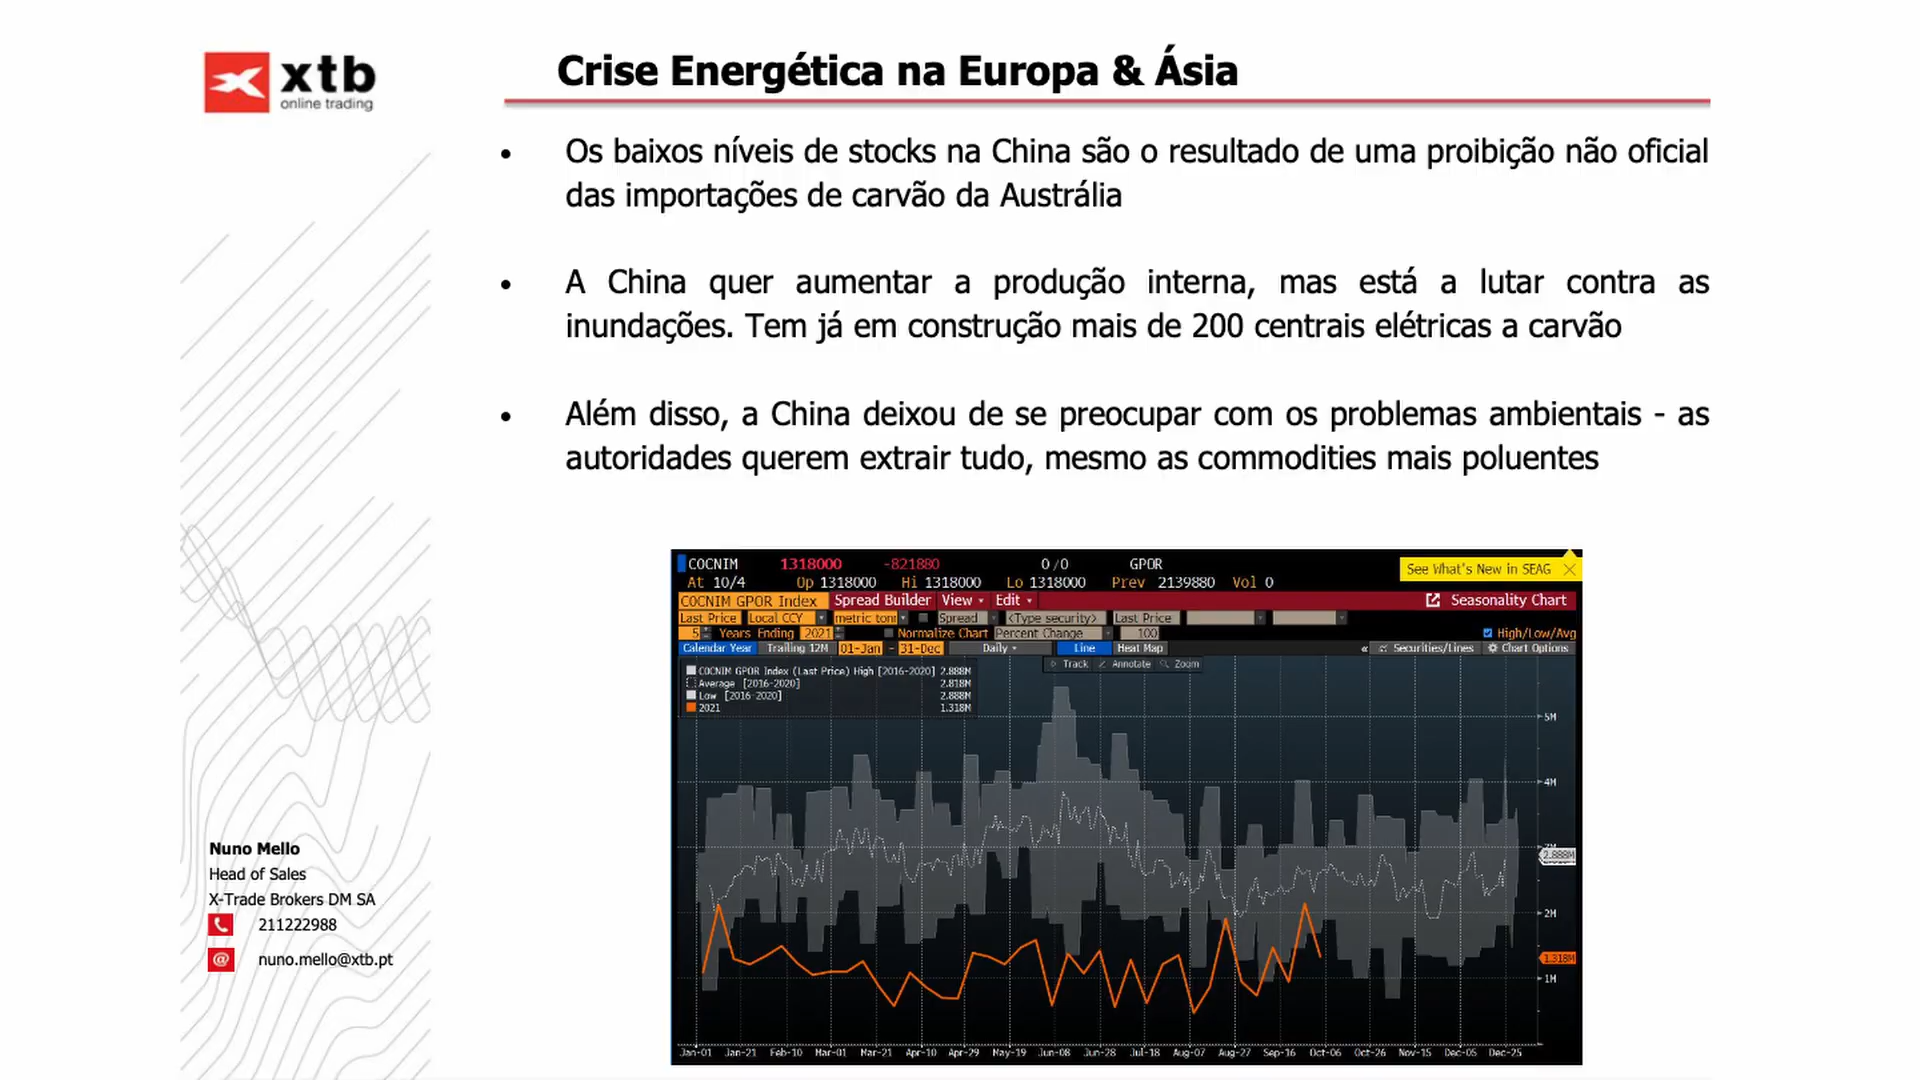 xtb
online trading
Crise Energética na Europa & Ásia
• Os baixos níveis de stocks na China são o resultado de uma proibição não oficial
das importações de carvão da Austrália
• A China quer aumentar a produção interna, mas está a lutar contra as
inundações. Tem já em construção mais de 200 centrais elétricas a carvão
• Além disso, a China deixou de se preocupar com os problemas ambientais - as
autoridades querem extrair tudo, mesmo as commodities mais poluentes
COCNIM 1318000 -821880 0/0 GPOR
See What's New in SEAG
At 10/4 Op 1318000 Hi 1318000 Lo 1318000 Prev 2139880 Vol 0
COCNIM GPOR Index Spread Builder View Edit Seasonality Chart
Last Price Local CCY metric tonn Spread <Type security> Last Price
5 Years Ending 2021 Normalize Chart Percent Change 100 High/Low/Avg
Calendar Year Trailing 12M 01-Jan - 31-Dec Daily Line Heat Map « Securities/Lines Chart Options
Track Annotate Zoom
COCNIM GPOR Index (Last Price) High [2016-2020] 2.888M
Average [2016-2020] 2.818M
Low [2016-2020] 2.888M
2021 1.318M
5M
4M
2.888M
2M
1.318M
1M
Jan-01 Jan-21 Feb-10 Mar-01 Mar-21 Apr-10 Apr-29 May-19 Jun-08 Jun-28 Jul-18 Aug-07 Aug-27 Sep-16 Oct-06 Oct-26 Nov-15 Dec-05 Dec-25
Nuno Mello
Head of Sales
X-Trade Brokers DM SA
211222988
@ nuno.mello@xtb.pt